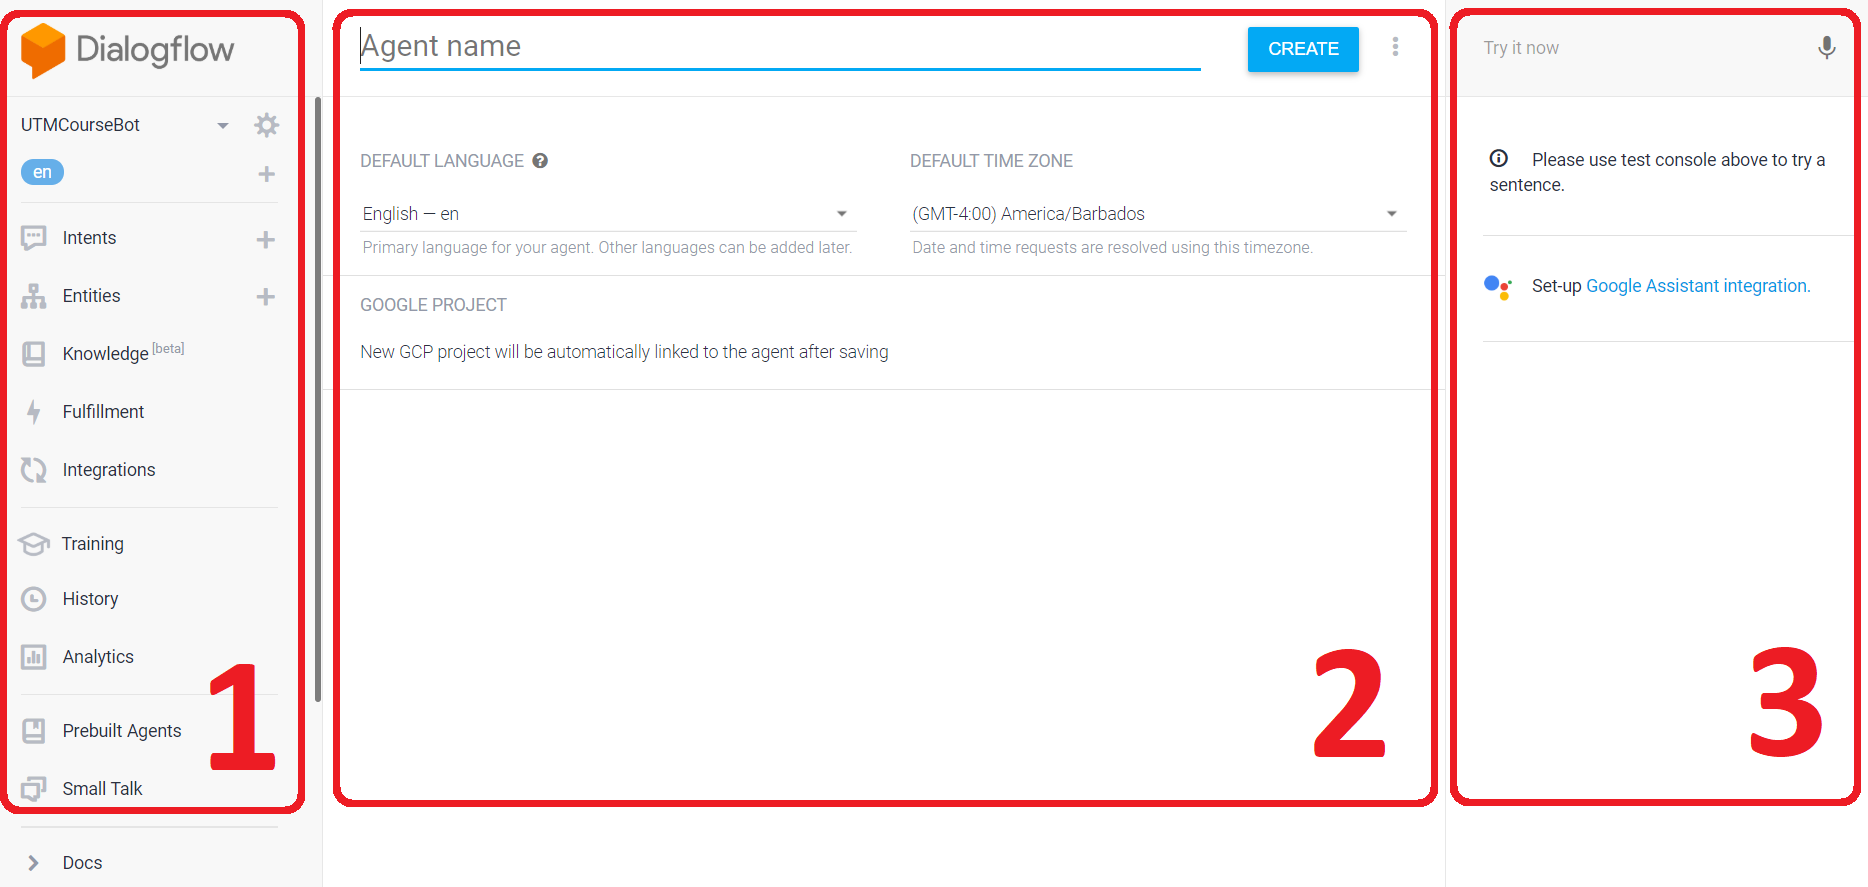 Dialogflow
UTMCourseBot
en
Intents
Entities
Knowledge [beta]
Fulfillment
Integrations
Training
History
Analytics
Prebuilt Agents
Small Talk
Docs
1
Agent name
CREATE
DEFAULT LANGUAGE ?
DEFAULT TIME ZONE
English — en
(GMT-4:00) America/Barbados
Primary language for your agent. Other languages can be added later.
Date and time requests are resolved using this timezone.
GOOGLE PROJECT
New GCP project will be automatically linked to the agent after saving
2
Try it now
Please use test console above to try a
sentence.
Set-up Google Assistant integration.
3